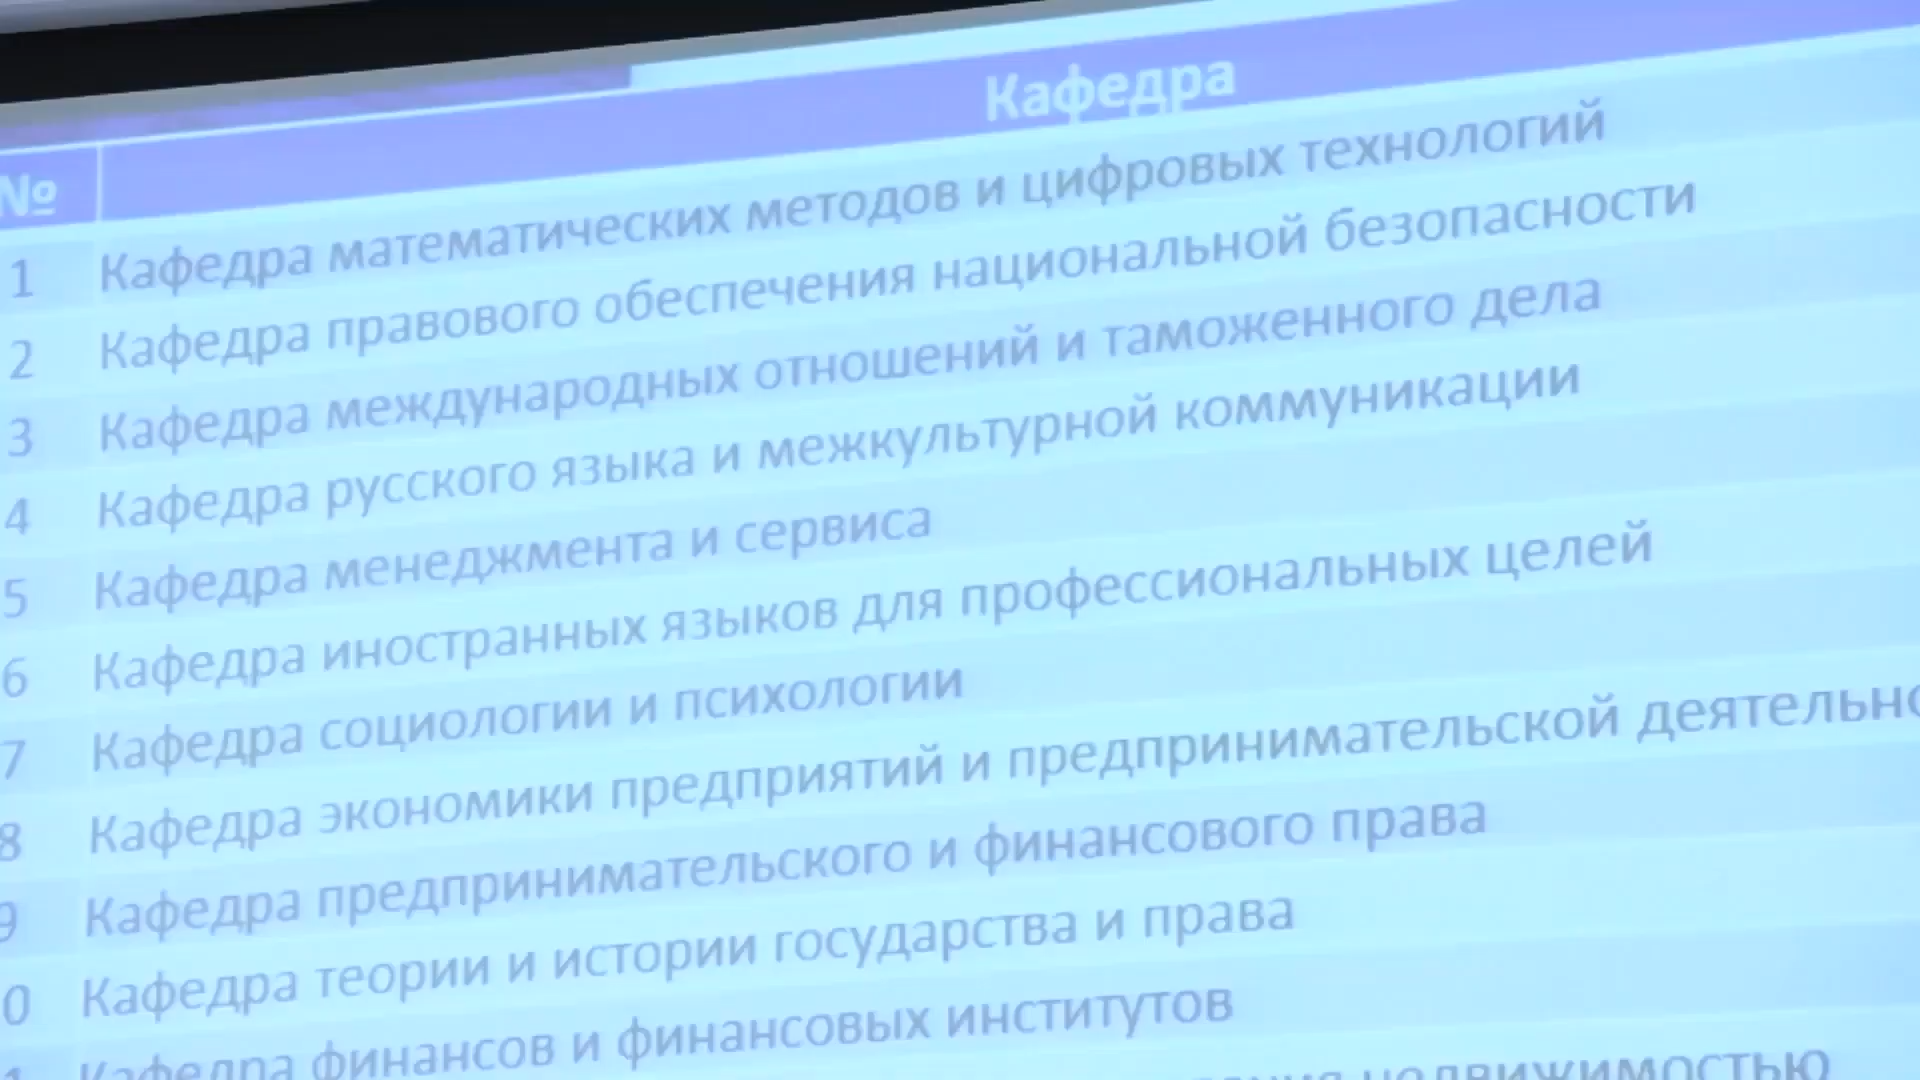 № Кафедра
1 Кафедра математических методов и цифровых технологий
2 Кафедра правового обеспечения национальной безопасности
3 Кафедра международных отношений и таможенного дела
4 Кафедра русского языка и межкультурной коммуникации
5 Кафедра менеджмента и сервиса
6 Кафедра иностранных языков для профессиональных целей
7 Кафедра социологии и психологии
8 Кафедра экономики предприятий и предпринимательской
9 Кафедра предпринимательского и финансового права
0 Кафедра теории и истории государства и права
Кафедра финансов и финансовых институтов
недвижимостью